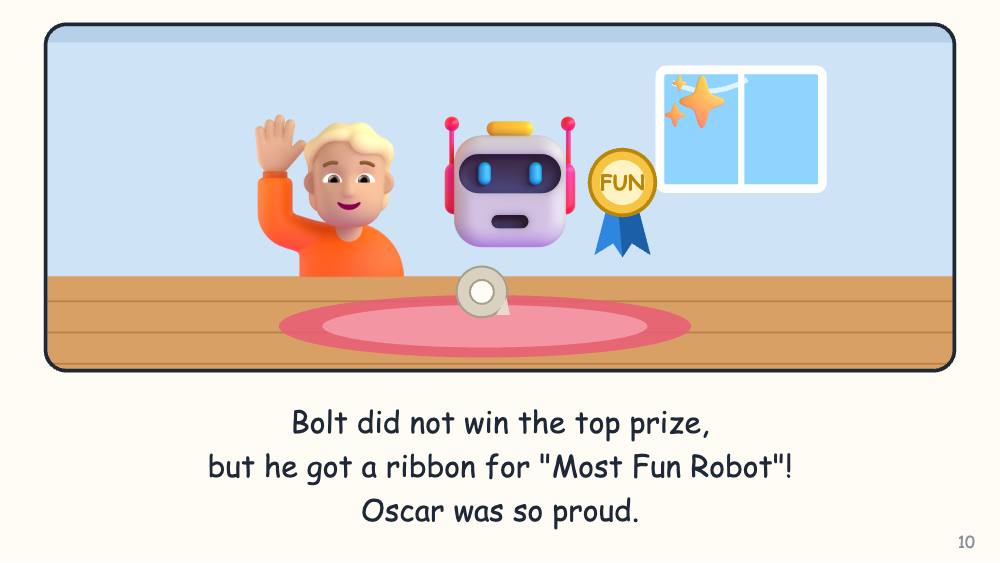 FUN
Bolt did not win the top prize,
but he got a ribbon for "Most Fun Robot"!
Oscar was so proud.
10